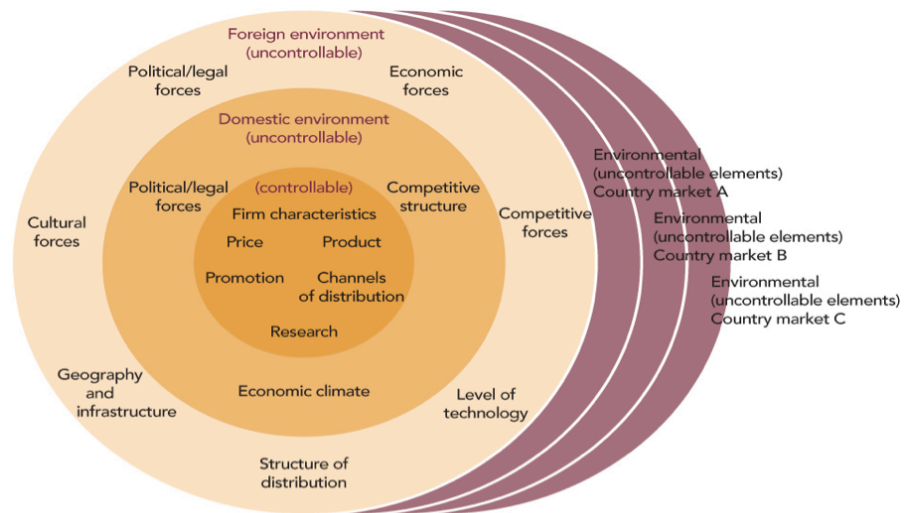 Foreign environment
(uncontrollable)
Political/legal
forces
Economic
forces
Domestic environment
(uncontrollable)
Political/legal
forces
(controllable)
Competitive
structure
Firm characteristics
Price
Product
Promotion
Channels
of distribution
Research
Cultural
forces
Competitive
forces
Environmental
(uncontrollable elements)
Country market A
Environmental
(uncontrollable elements)
Country market B
Environmental
(uncontrollable elements)
Country market C
Geography
and
infrastructure
Economic climate
Level of
technology
Structure of
distribution